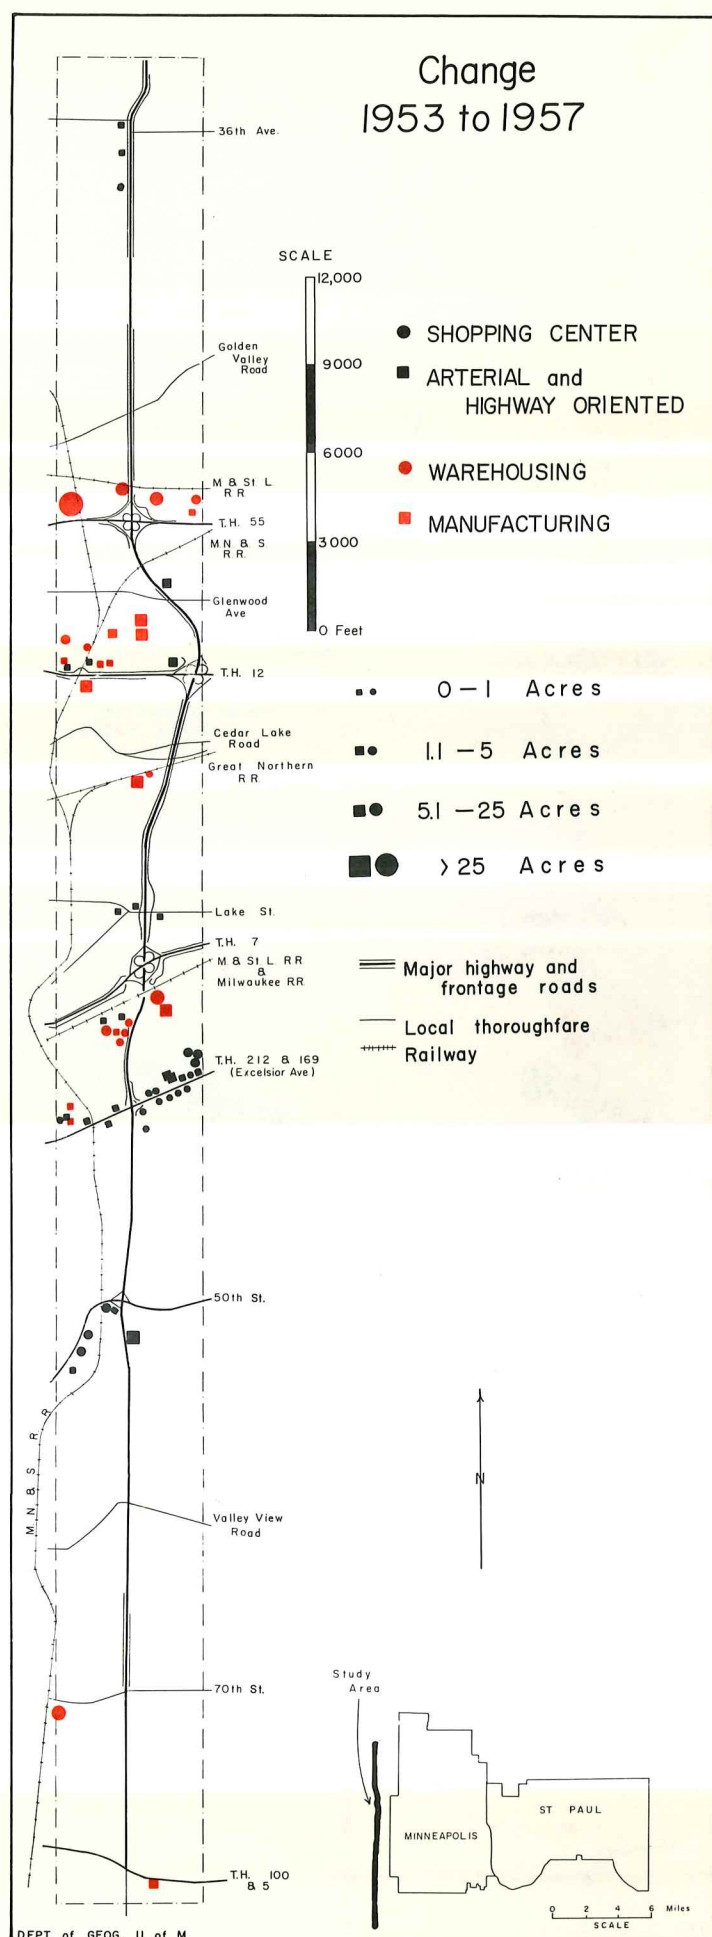 Change
1953 to 1957
36th Ave.
SCALE
12,000
9000
6000
3000
0 Feet
SHOPPING CENTER
ARTERIAL and
HIGHWAY ORIENTED
WAREHOUSING
MANUFACTURING
Golden
Valley
Road
M & St L
R R
T.H. 55
M.N & S.
R.R.
Glenwood
Ave
T.H. 12
Cedar Lake
Road
Great Northern
R R.
0 — 1 Acres
1.1 — 5 Acres
5.1 — 25 Acres
> 25 Acres
Lake St.
T.H. 7
M & St L. RR
&
Milwaukee RR
Major highway and
frontage roads
Local thoroughfare
Railway
T.H. 212 & 169
(Excelsior Ave)
50th St.
M N & S R R
N
Valley View
Road
70th St.
Study
Area
MINNEAPOLIS
ST PAUL
T.H. 100
& 5
0 2 4 6 Miles
SCALE
DEPT of GEOG U of M